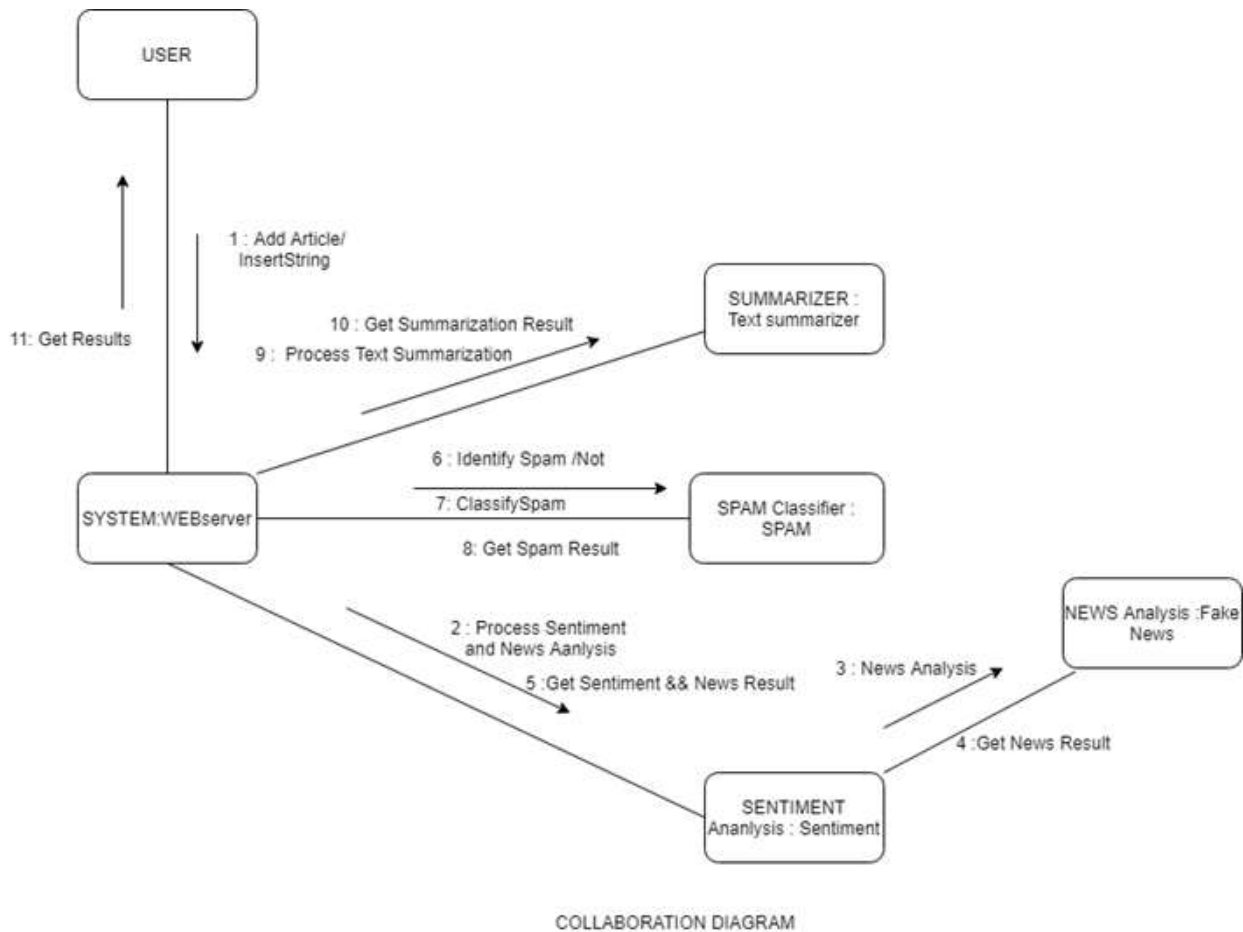 USER
1 : Add Article/
InsertString
11: Get Results
SUMMARIZER :
Text summarizer
10 : Get Summarization Result
9 :  Process Text Summarization
6 : Identify Spam /Not
7: ClassifySpam
8: Get Spam Result
SYSTEM:WEBserver
SPAM Classifier :
SPAM
2 : Process Sentiment
and News Aanlysis
5 :Get Sentiment && News Result
3 : News Analysis
NEWS Analysis :Fake
News
4 :Get News Result
SENTIMENT
Ananlysis : Sentiment
COLLABORATION DIAGRAM